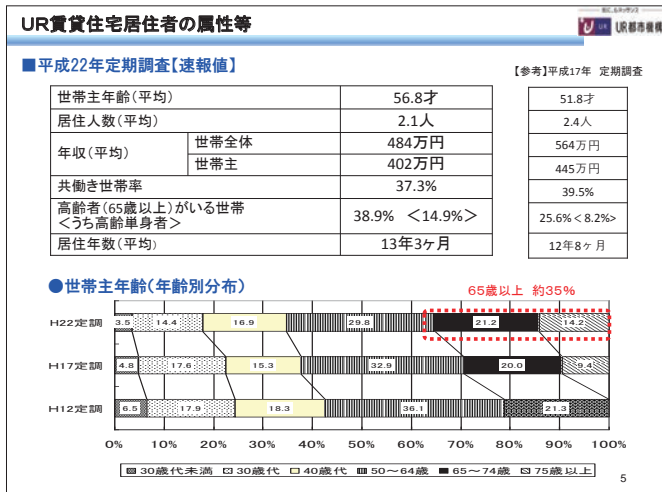 UR賃貸住宅居住者の属性等
UR都市機構
■平成22年定期調査【速報値】
【参考】平成17年 定期調査
世帯主年齢(平均) 56.8才 51.8才
居住人数(平均) 2.1人 2.4人
年収(平均) 世帯全体 484万円 564万円
世帯主 402万円 445万円
共働き世帯率 37.3% 39.5%
高齢者(65歳以上)がいる世帯
<うち高齢単身者> 38.9% <14.9%> 25.6%<8.2%>
居住年数(平均) 13年3ヶ月 12年8ヶ月
●世帯主年齢(年齢別分布)
65歳以上 約35%
H22定調 3.5 14.4 16.9 29.8 21.2 14.2
H17定調 4.8 17.6 15.3 32.9 20.0 9.4
H12定調 6.5 17.9 18.3 36.1 21.3
0% 10% 20% 30% 40% 50% 60% 70% 80% 90% 100%
30歳代未満 30歳代 40歳代 50～64歳 65～74歳 75歳以上
5